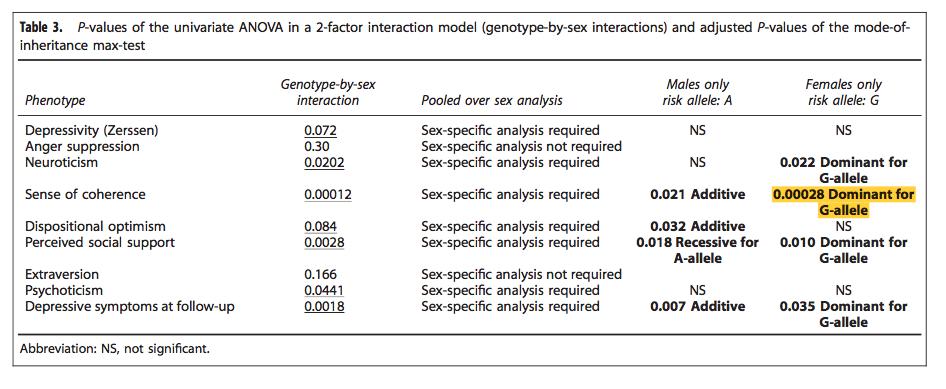 Table 3. P-values of the univariate ANOVA in a 2-factor interaction model (genotype-by-sex interactions) and adjusted P-values of the mode-of-
inheritance max-test
Phenotype Genotype-by-sex interaction Pooled over sex analysis Males only risk allele: A Females only risk allele: G
Depressivity (Zerssen) 0.072 Sex-specific analysis required NS NS
Anger suppression 0.30 Sex-specific analysis not required
Neuroticism 0.0202 Sex-specific analysis required NS 0.022 Dominant for G-allele
Sense of coherence 0.00012 Sex-specific analysis required 0.021 Additive 0.00028 Dominant for G-allele
Dispositional optimism 0.084 Sex-specific analysis required 0.032 Additive NS
Perceived social support 0.0028 Sex-specific analysis required 0.018 Recessive for A-allele 0.010 Dominant for G-allele
Extraversion 0.166 Sex-specific analysis not required
Psychoticism 0.0441 Sex-specific analysis required NS NS
Depressive symptoms at follow-up 0.0018 Sex-specific analysis required 0.007 Additive 0.035 Dominant for G-allele
Abbreviation: NS, not significant.